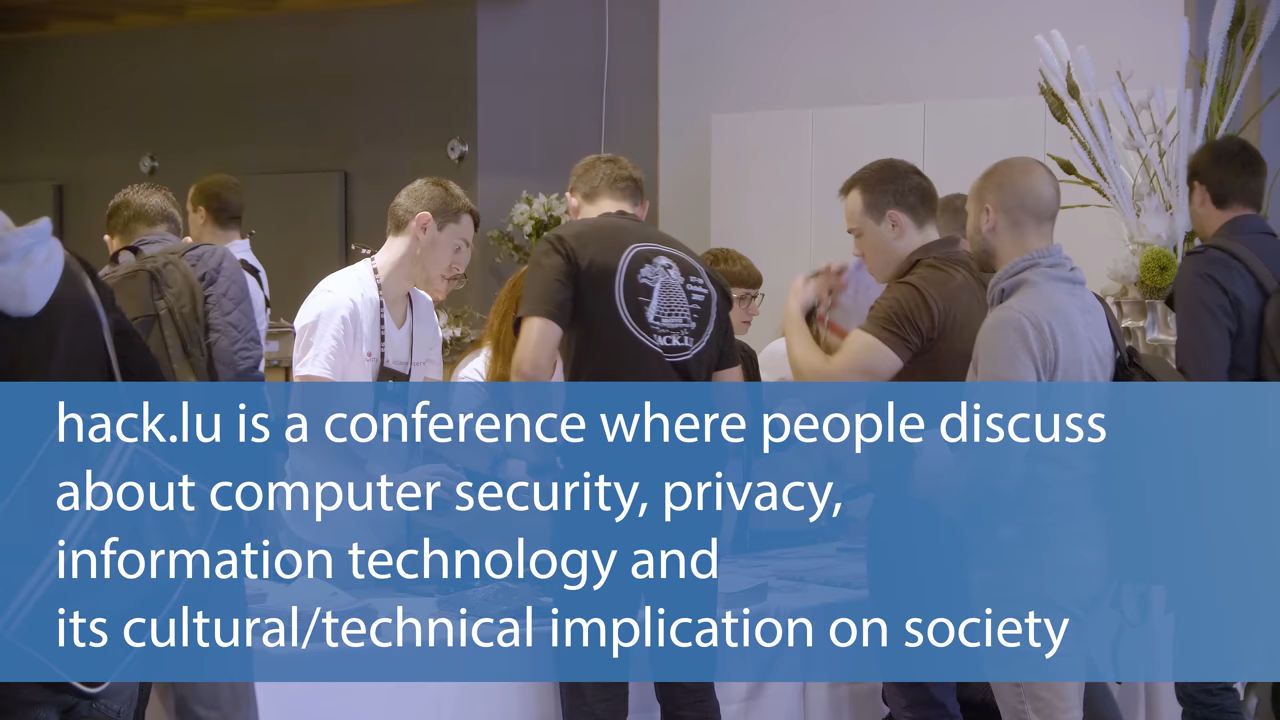 hack.lu is a conference where people discuss
about computer security, privacy,
information technology and
its cultural/technical implication on society